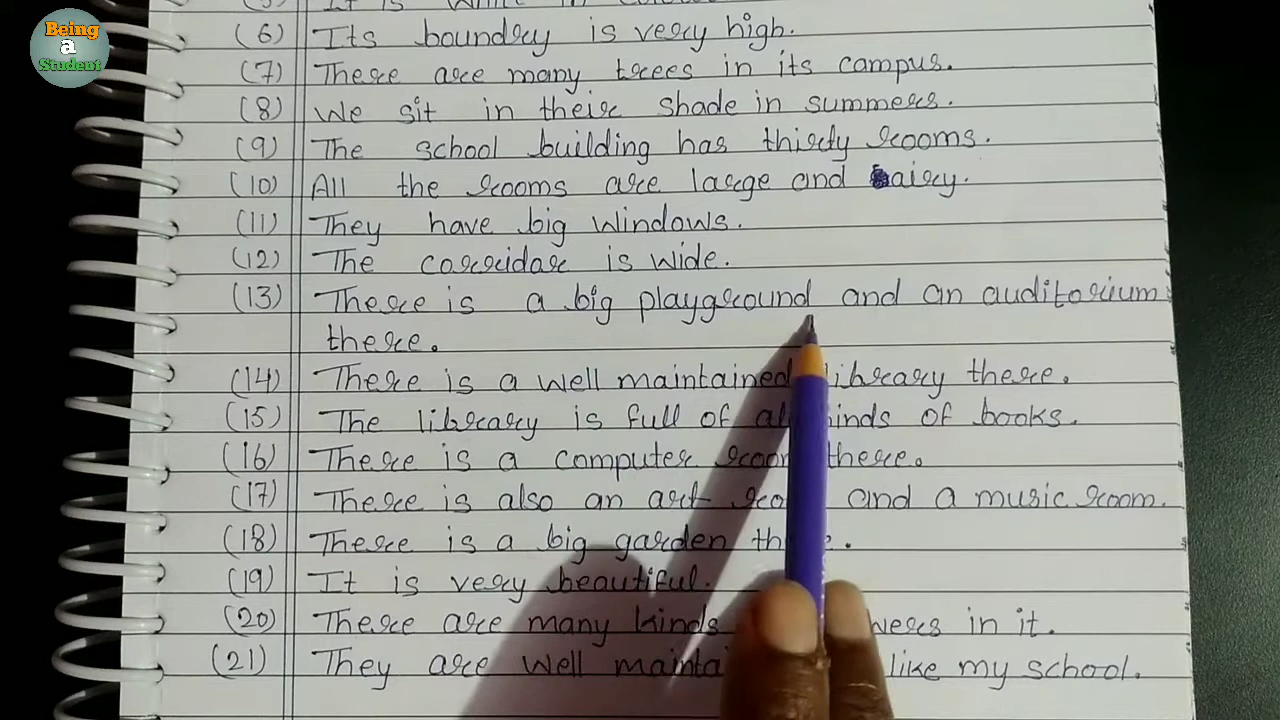 Being
a
Student
(6) Its boundry is very high.
(7) There are many trees in its campus.
(8) We sit in their shade in summers.
(9) The school building has thirty rooms.
(10) All the rooms are large and airy.
(11) They have big windows.
(12) The corridor is wide.
(13) There is a big playground and an auditorium
there.
(14) There is a well maintained library there.
(15) The library is full of all kinds of books.
(16) There is a computer room there.
(17) There is also an art room and a music room.
(18) There is a big garden there.
(19) It is very beautiful.
(20) There are many kinds in it.
(21) They are well like my school.